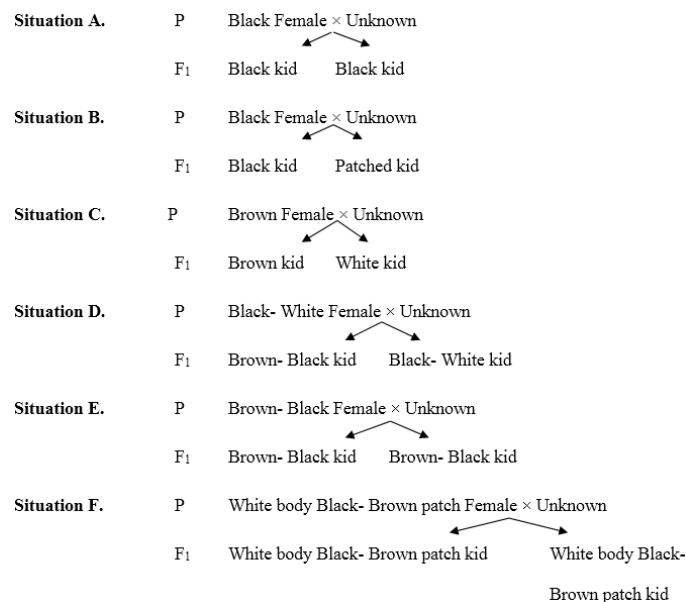 Situation A. P Black Female × Unknown
F1 Black kid Black kid
Situation B. P Black Female × Unknown
F1 Black kid Patched kid
Situation C. P Brown Female × Unknown
F1 Brown kid White kid
Situation D. P Black- White Female × Unknown
F1 Brown- Black kid Black- White kid
Situation E. P Brown- Black Female × Unknown
F1 Brown- Black kid Brown- Black kid
Situation F. P White body Black- Brown patch Female × Unknown
F1 White body Black- Brown patch kid White body Black-
Brown patch kid